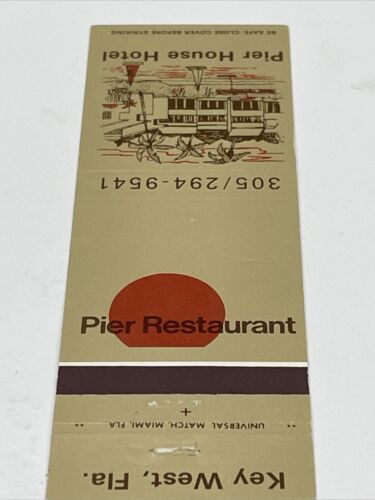 BE SAFE-CLOSE COVER BEFORE STRIKING
Pier House Hotel
305/294-9541
Pier Restaurant
" UNIVERSAL MATCH, MIAMI, FLA "
+
Key West, Fla.